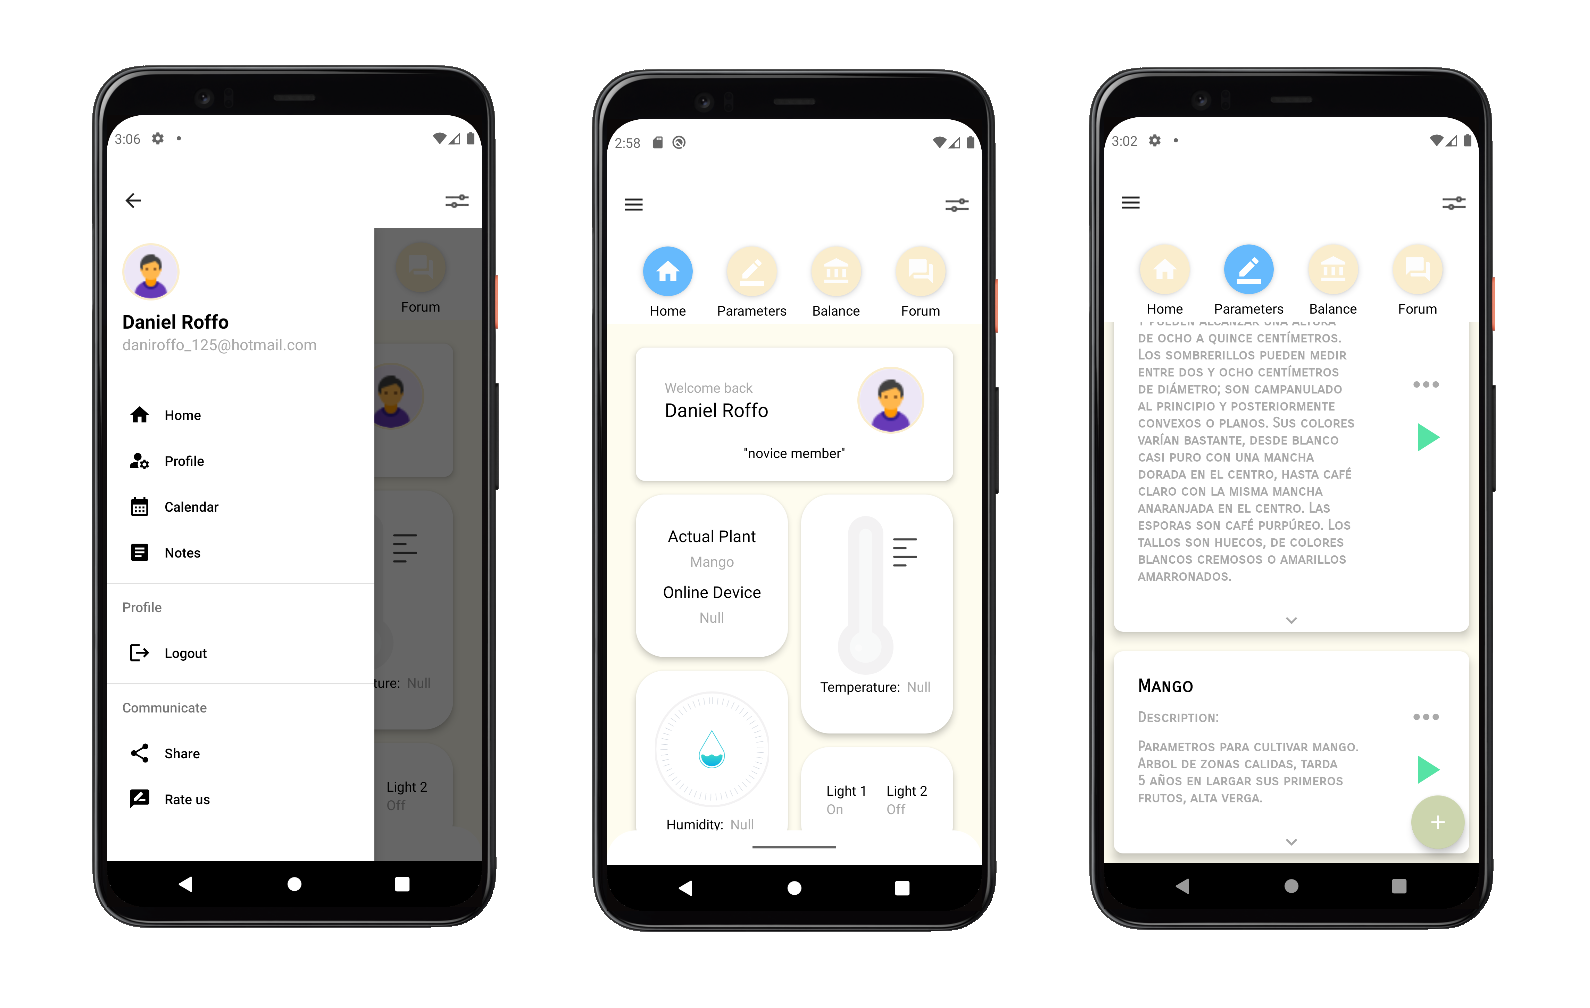 3:06
Daniel Roffo
daniroffo_125@hotmail.com
Home
Profile
Calendar
Notes
Profile
Logout
Communicate
Share
Rate us
Forum
ture: Null
Light 2
Off
2:58
Home Parameters Balance Forum
Welcome back
Daniel Roffo
"novice member"
Actual Plant
Mango
Online Device
Null
Temperature: Null
Humidity: Null
Light 1 Light 2
On Off
3:02
Home Parameters Balance Forum
Y PUEDEN ALCANZAR UNA ALTURA
DE OCHO A QUINCE CENTÍMETROS.
LOS SOMBRERILLOS PUEDEN MEDIR
ENTRE DOS Y OCHO CENTÍMETROS
DE DIÁMETRO; SON CAMPANULADO
AL PRINCIPIO Y POSTERIORMENTE
CONVEXOS O PLANOS. SUS COLORES
VARÍAN BASTANTE, DESDE BLANCO
CASI PURO CON UNA MANCHA
DORADA EN EL CENTRO, HASTA CAFÉ
CLARO CON LA MISMA MANCHA
ANARANJADA EN EL CENTRO. LAS
ESPORAS SON CAFÉ PURPÚREO. LOS
TALLOS SON HUECOS, DE COLORES
BLANCOS CREMOSOS O AMARILLOS
AMARRONADOS.
MANGO
DESCRIPTION:
PARAMETROS PARA CULTIVAR MANGO.
ARBOL DE ZONAS CALIDAS, TARDA
5 AÑOS EN LARGAR SUS PRIMEROS
FRUTOS, ALTA VERGA.